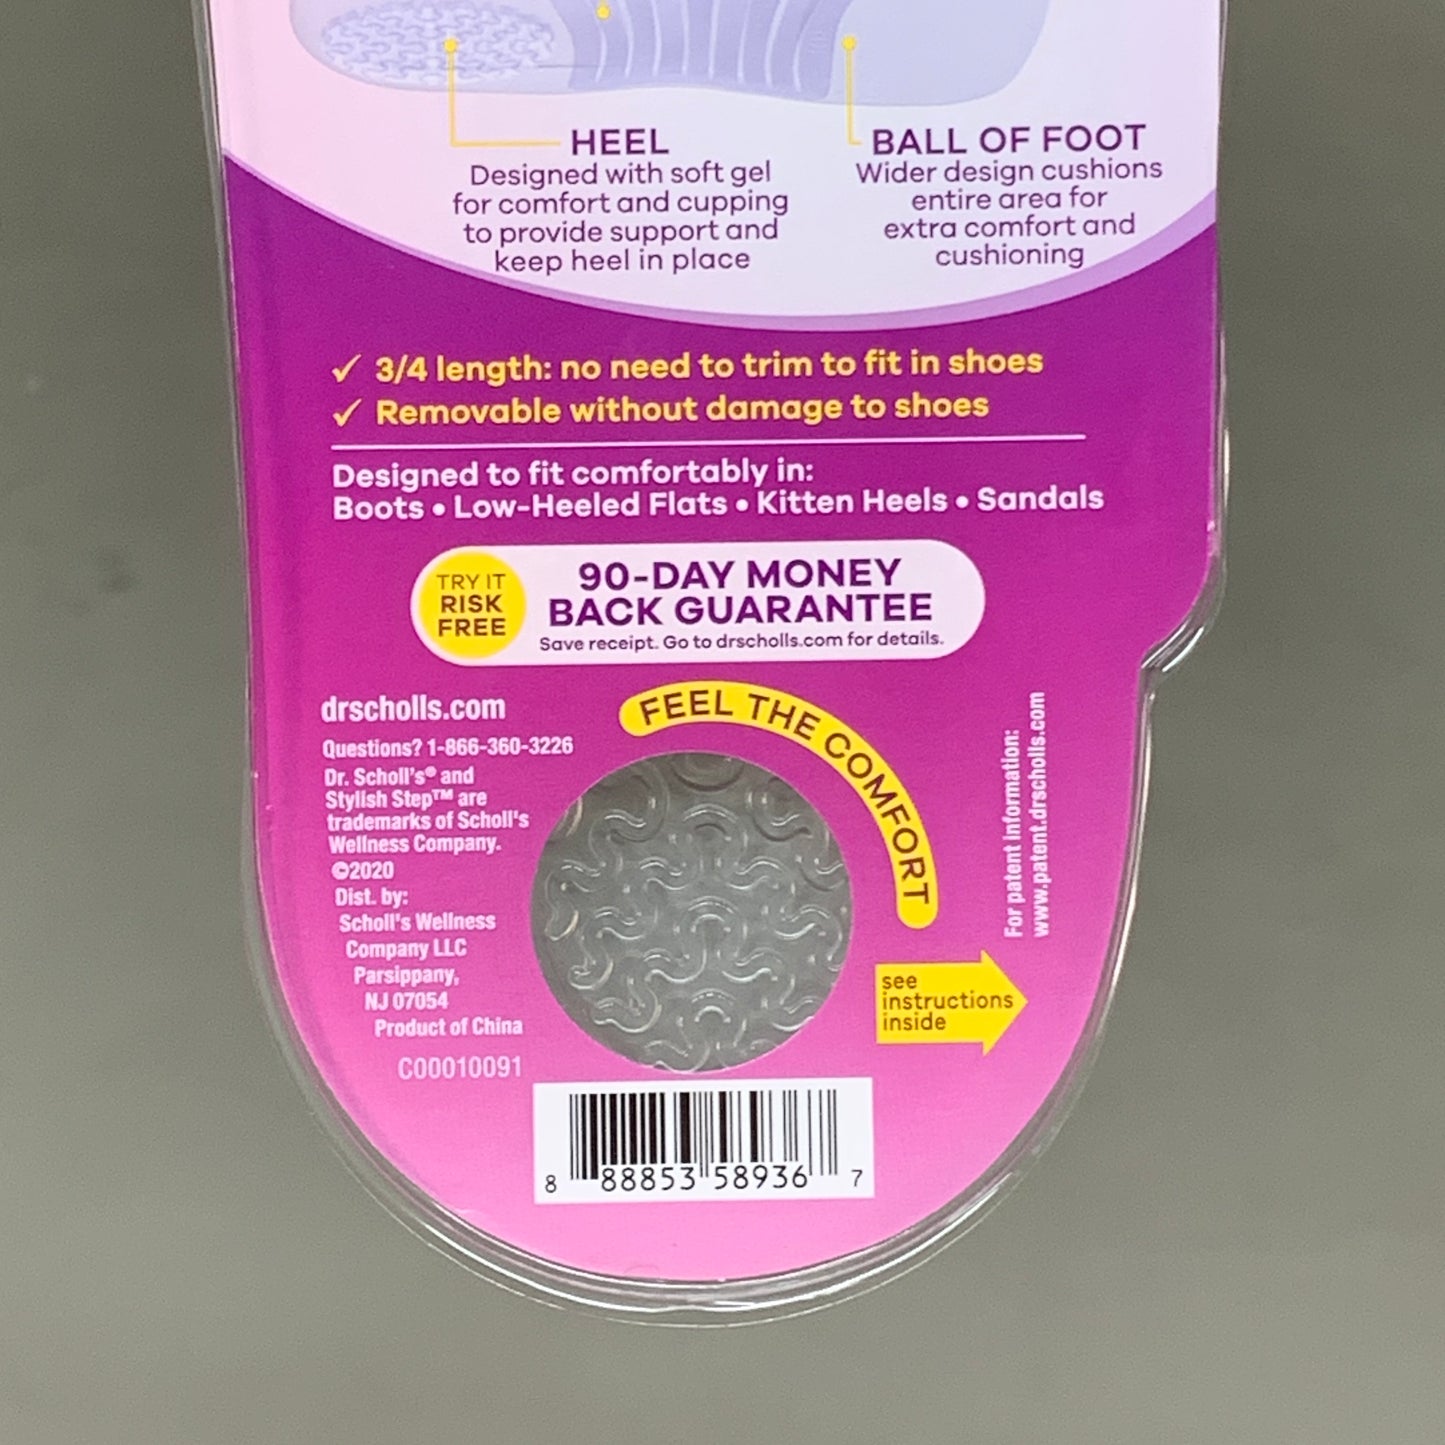 HEEL
Designed with soft gel
for comfort and cupping
to provide support and
keep heel in place
BALL OF FOOT
Wider design cushions
entire area for
extra comfort and
cushioning
✓ 3/4 length: no need to trim to fit in shoes
✓ Removable without damage to shoes
Designed to fit comfortably in:
Boots • Low-Heeled Flats • Kitten Heels • Sandals
TRY IT
RISK
FREE
90-DAY MONEY
BACK GUARANTEE
Save receipt. Go to drscholls.com for details.
drscholls.com
Questions? 1-866-360-3226
Dr. Scholl's® and
Stylish Step™ are
trademarks of Scholl's
Wellness Company.
©2020
Dist. by:
Scholl's Wellness
Company LLC
Parsippany,
NJ 07054
Product of China
C00010091
FEEL THE COMFORT
For patent information:
www.patent.drscholls.com
see
instructions
inside
8 88853 58936 7